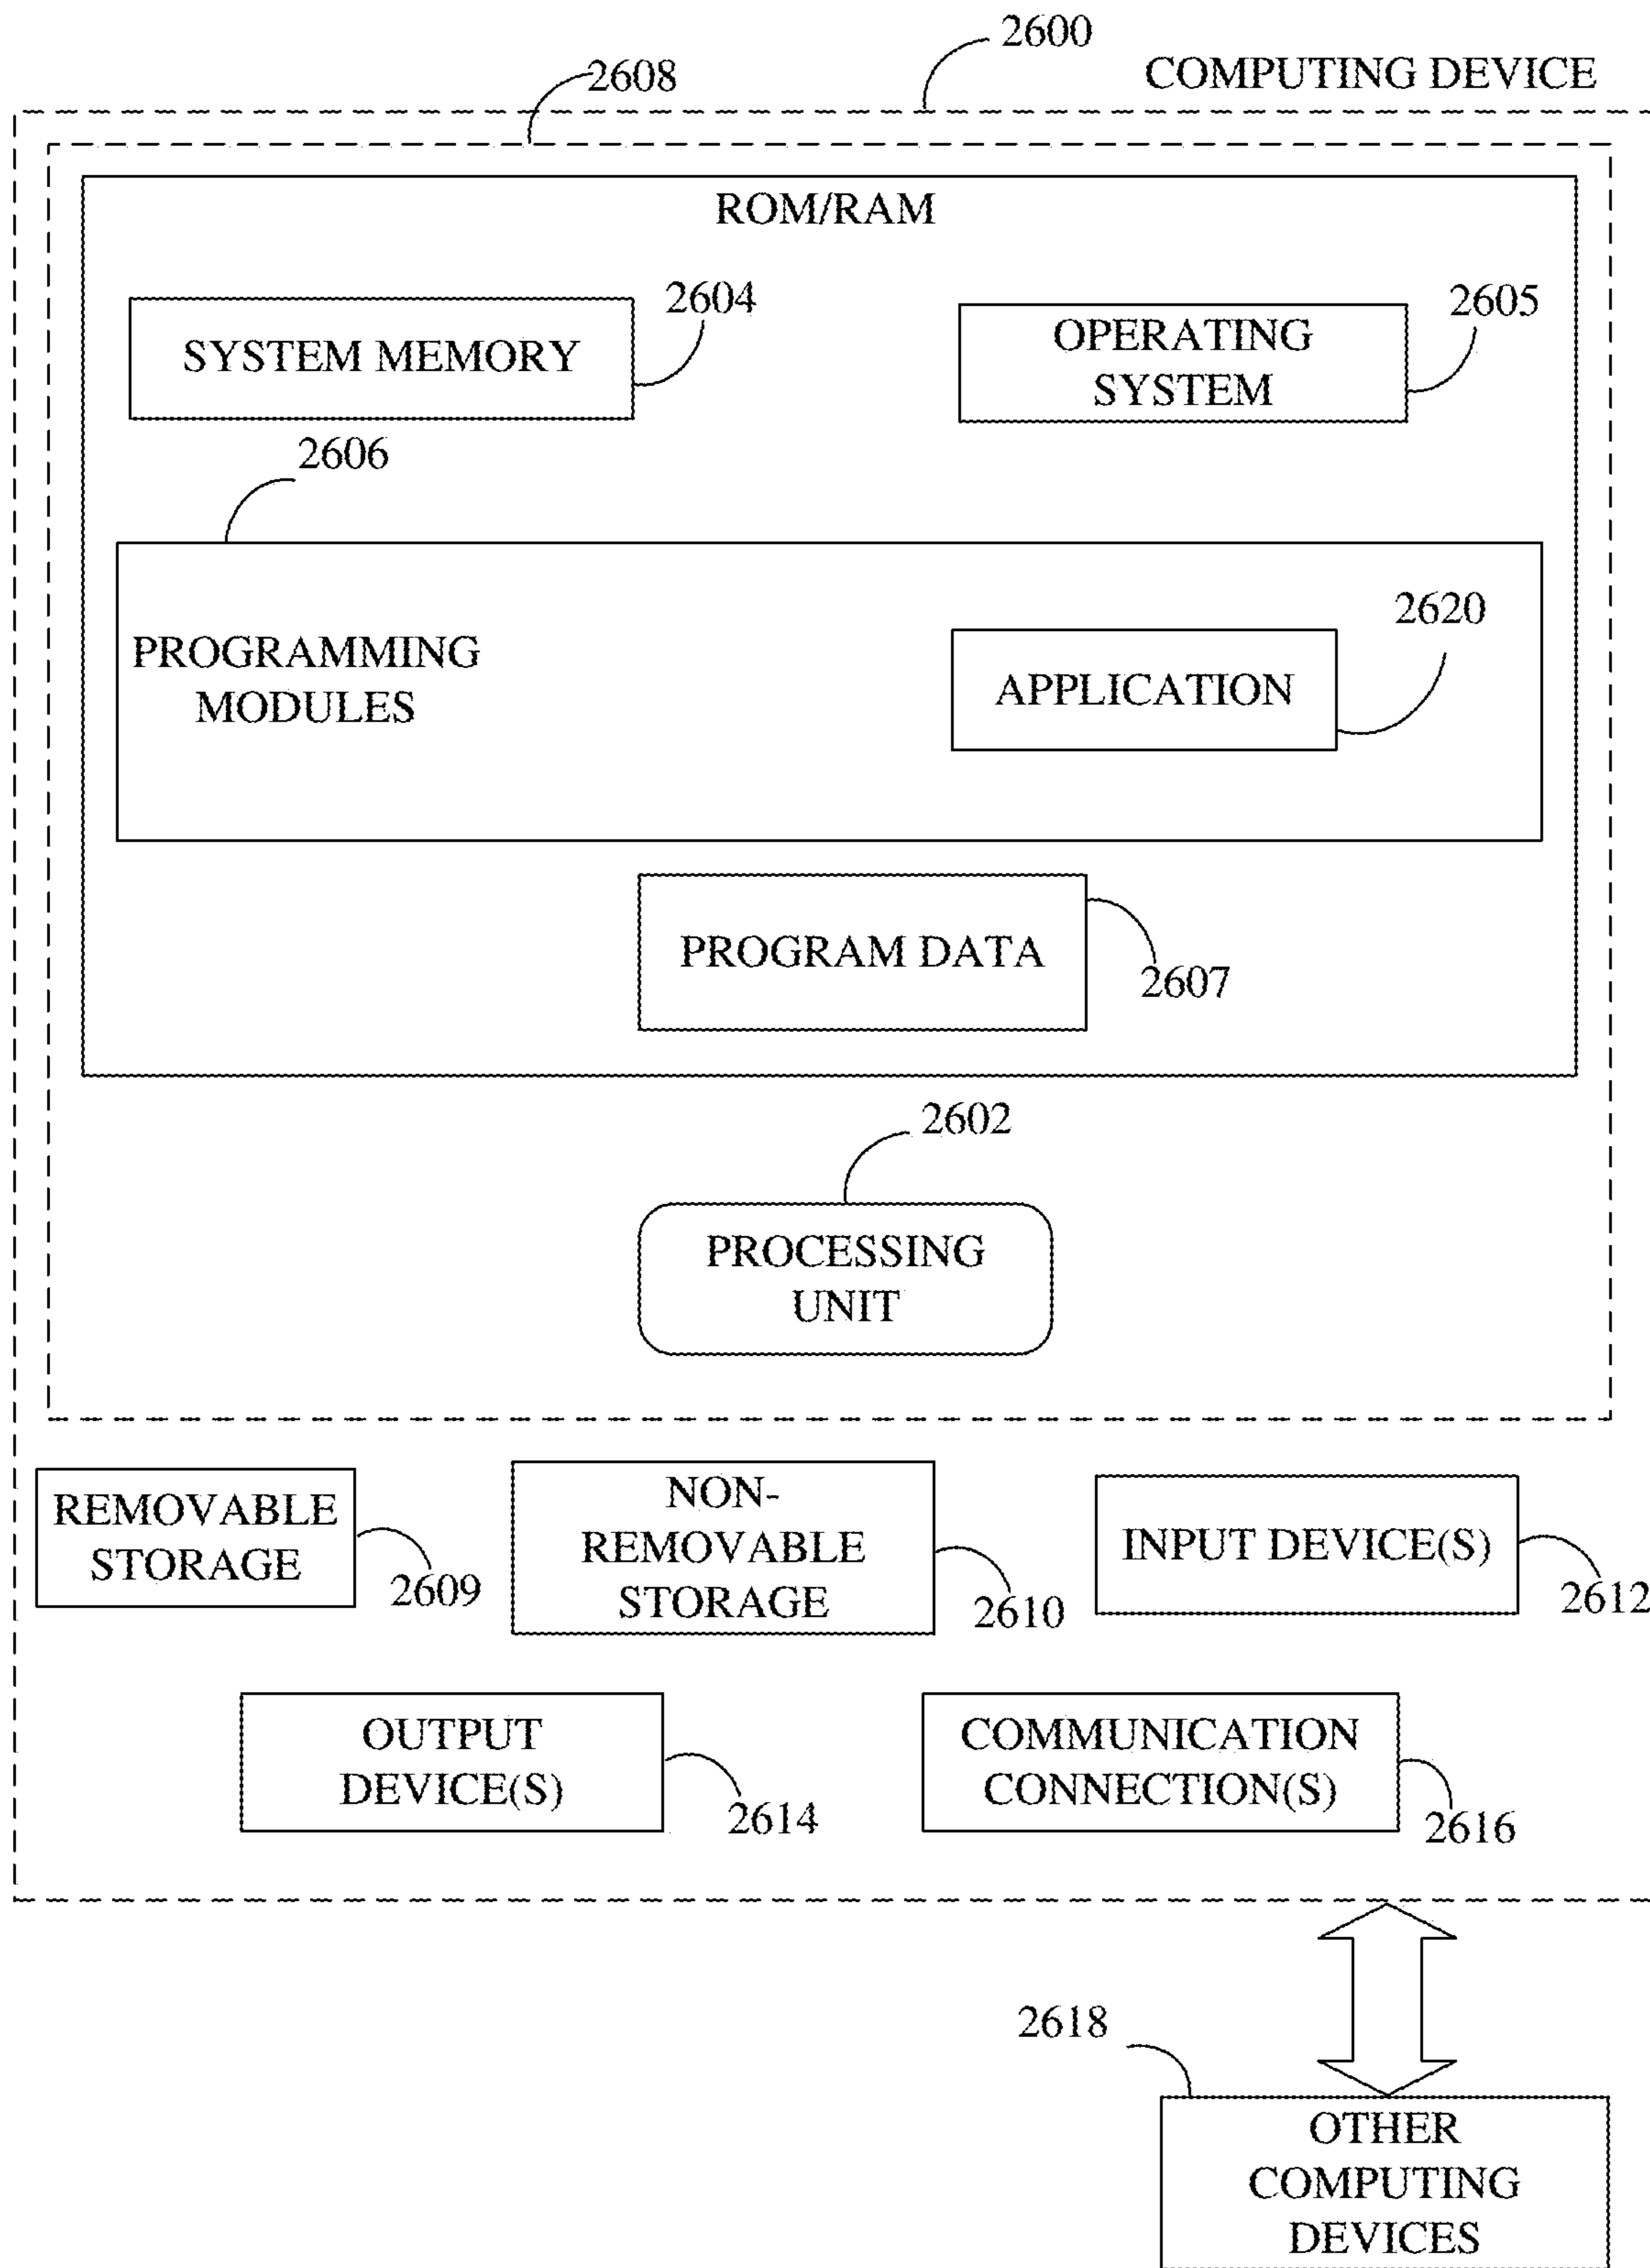 2600
2608
COMPUTING DEVICE
ROM/RAM
2604
2605
SYSTEM MEMORY
OPERATING
SYSTEM
2606
2620
PROGRAMMING
MODULES
APPLICATION
PROGRAM DATA
2607
2602
PROCESSING
UNIT
REMOVABLE
STORAGE
2609
NON-
REMOVABLE
STORAGE
2610
INPUT DEVICE(S)
2612
OUTPUT
DEVICE(S)
2614
COMMUNICATION
CONNECTION(S)
2616
2618
OTHER
COMPUTING
DEVICES